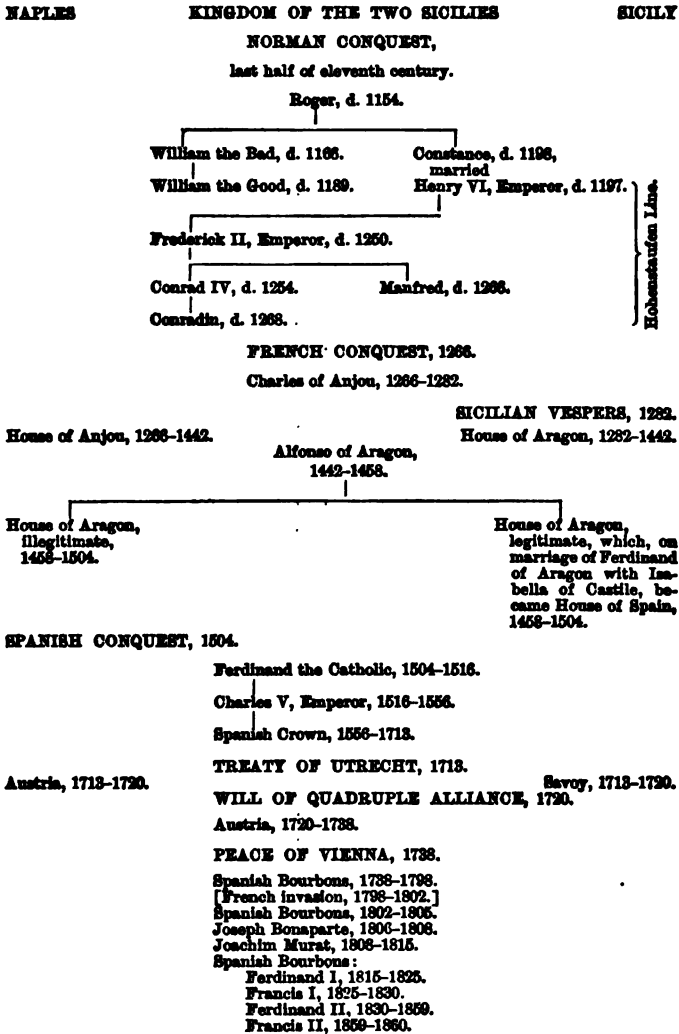 NAPLES KINGDOM OF THE TWO SICILIES SICILY
NORMAN CONQUEST,
last half of eleventh century.
Roger, d. 1154.
William the Bad, d. 1166. Constance, d. 1198,
married
William the Good, d. 1189. Henry VI, Emperor, d. 1197.
Hohenstaufen Line.
Frederick II, Emperor, d. 1250.
Conrad IV, d. 1254. Manfred, d. 1266.
Conradin, d. 1268.
FRENCH CONQUEST, 1266.
Charles of Anjou, 1266–1282.
SICILIAN VESPERS, 1282.
House of Anjou, 1266–1442. House of Aragon, 1282–1442.
Alfonso of Aragon,
1442–1458.
House of Aragon,
illegitimate,
1458–1504.
House of Aragon,
legitimate, which, on
marriage of Ferdinand
of Aragon with Isa-
bella of Castile, be-
came House of Spain,
1458–1504.
SPANISH CONQUEST, 1504.
Ferdinand the Catholic, 1504–1516.
Charles V, Emperor, 1516–1556.
Spanish Crown, 1556–1713.
TREATY OF UTRECHT, 1713.
Austria, 1713–1720. Savoy, 1713–1720.
WILL OF QUADRUPLE ALLIANCE, 1720.
Austria, 1720–1738.
PEACE OF VIENNA, 1738.
Spanish Bourbons, 1738–1798.
[French invasion, 1798–1802.]
Spanish Bourbons, 1802–1805.
Joseph Bonaparte, 1806–1808.
Joachim Murat, 1808–1815.
Spanish Bourbons:
Ferdinand I, 1815–1825.
Francis I, 1825–1830.
Ferdinand II, 1830–1859.
Francis II, 1859–1860.